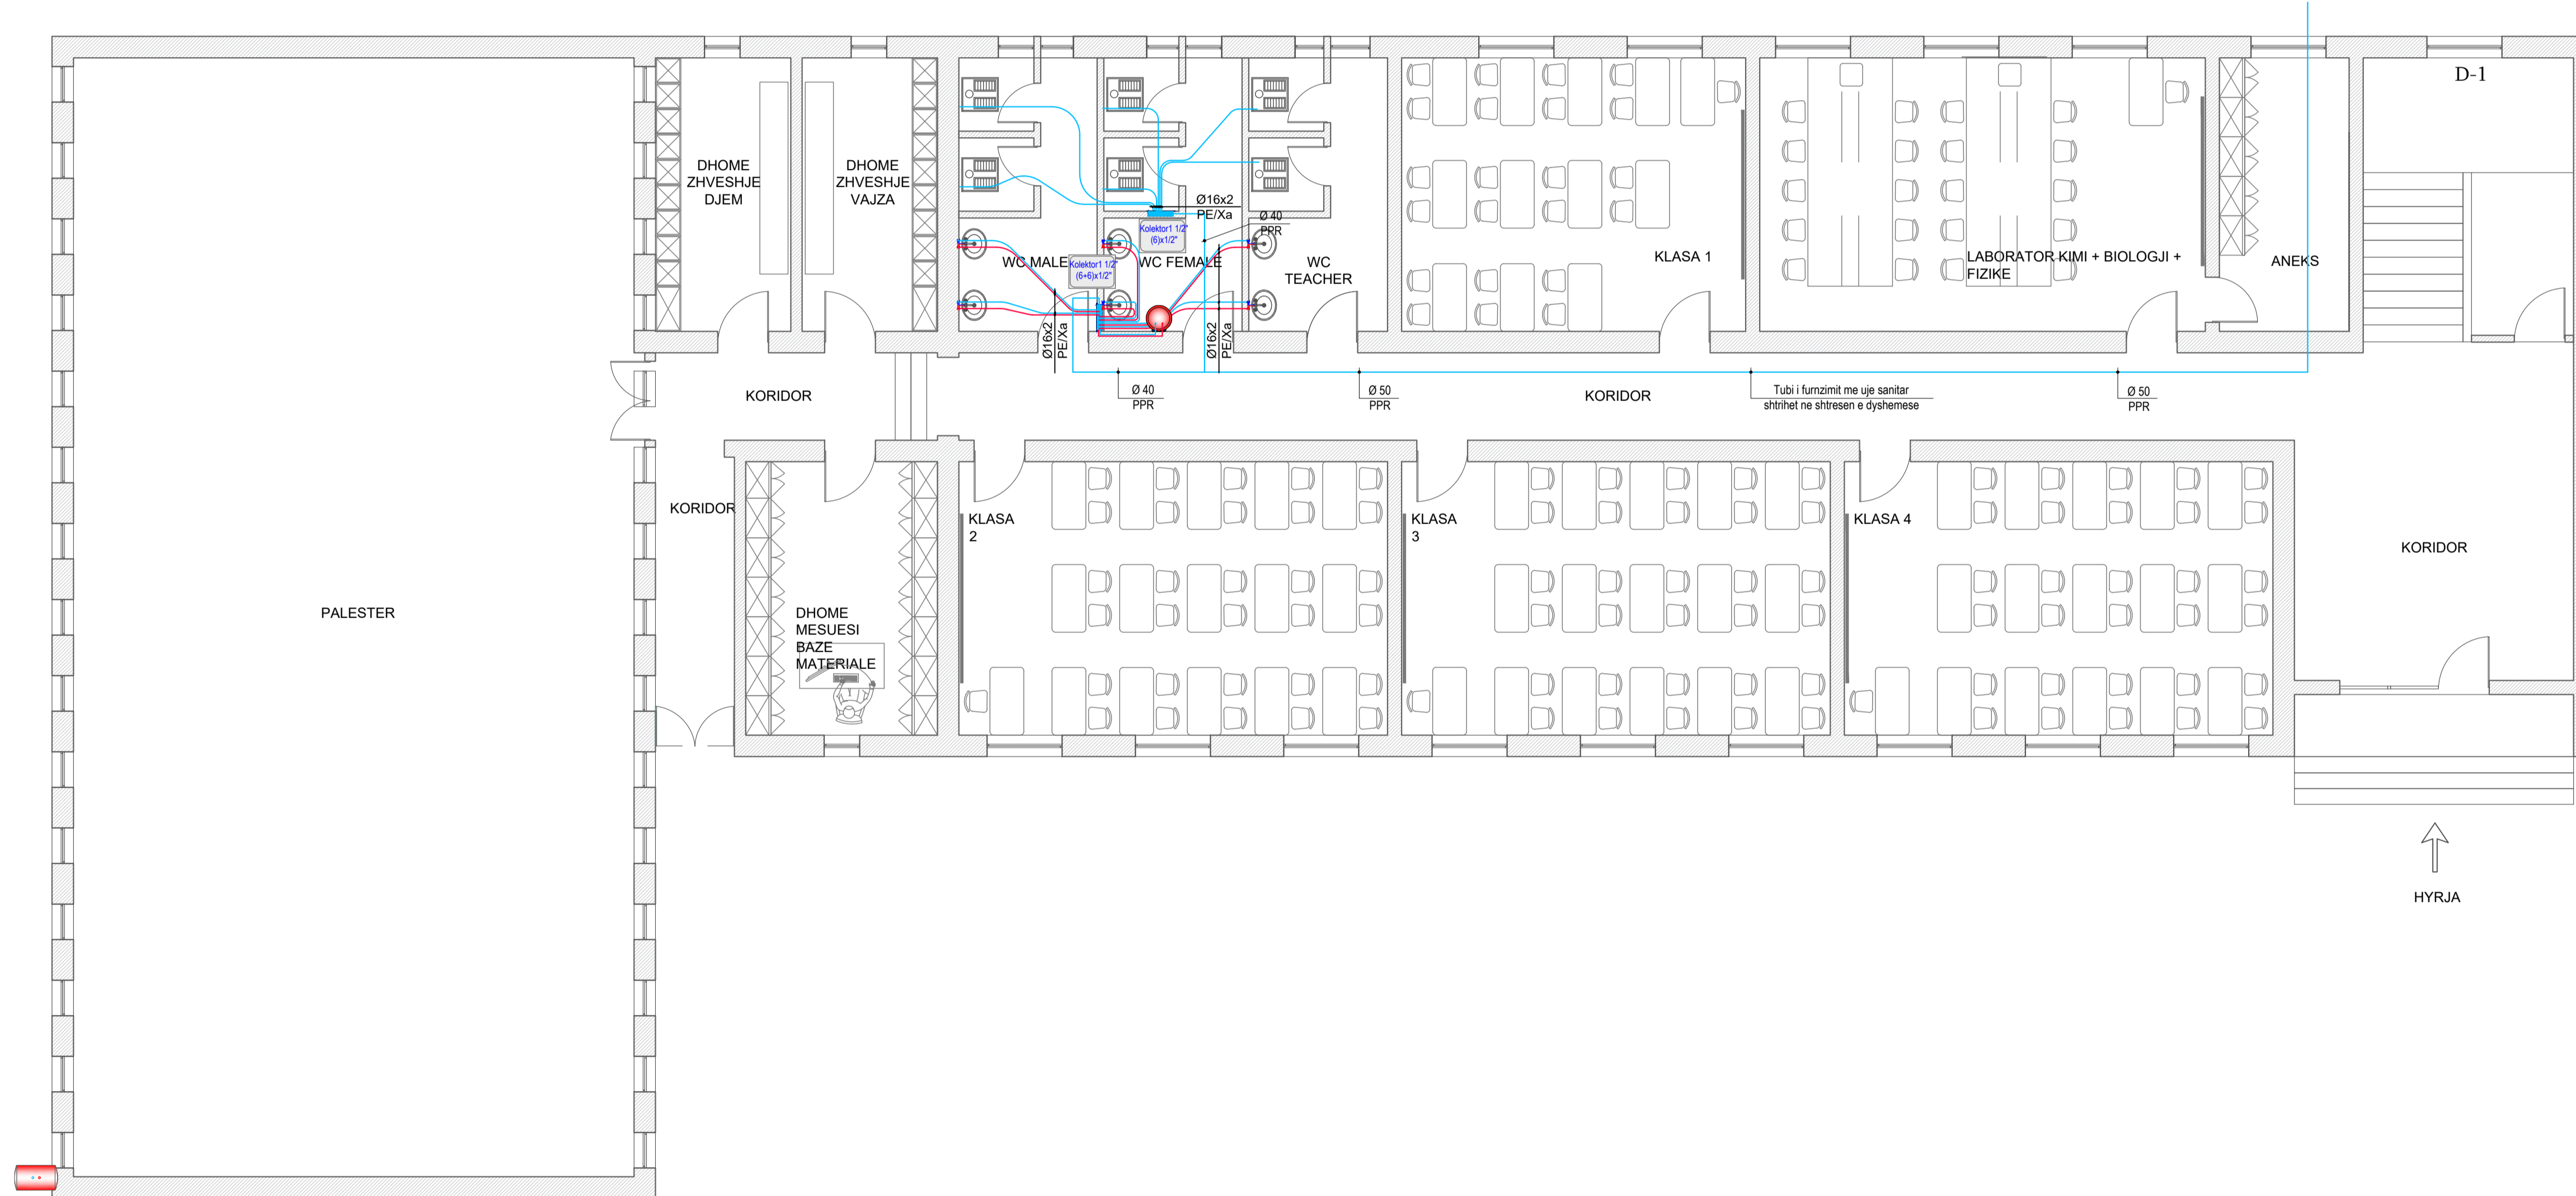 D-1
DHOME
ZHVESHJE
DJEM
DHOME
ZHVESHJE
VAJZA
Ø16x2
PE/Xa
Ø 40
PPR
Kolektor1 1/2"
(6)x1/2"
Kolektor1 1/2"
(6+6)x1/2"
WC MALE
WC FEMALE
WC
TEACHER
KLASA 1
LABORATOR KIMI + BIOLOGJI +
FIZIKE
ANEKS
Ø16x2
PE/Xa
Ø16x2
PE/Xa
KORIDOR
Ø 40
PPR
Ø 50
PPR
KORIDOR
Tubi i furnzimit me uje sanitar
shtrihet ne shtresen e dyshemese
Ø 50
PPR
KORIDOR
KLASA
2
KLASA
3
KLASA 4
KORIDOR
PALESTER
DHOME
MESUESI
BAZE
MATERIALE
HYRJA